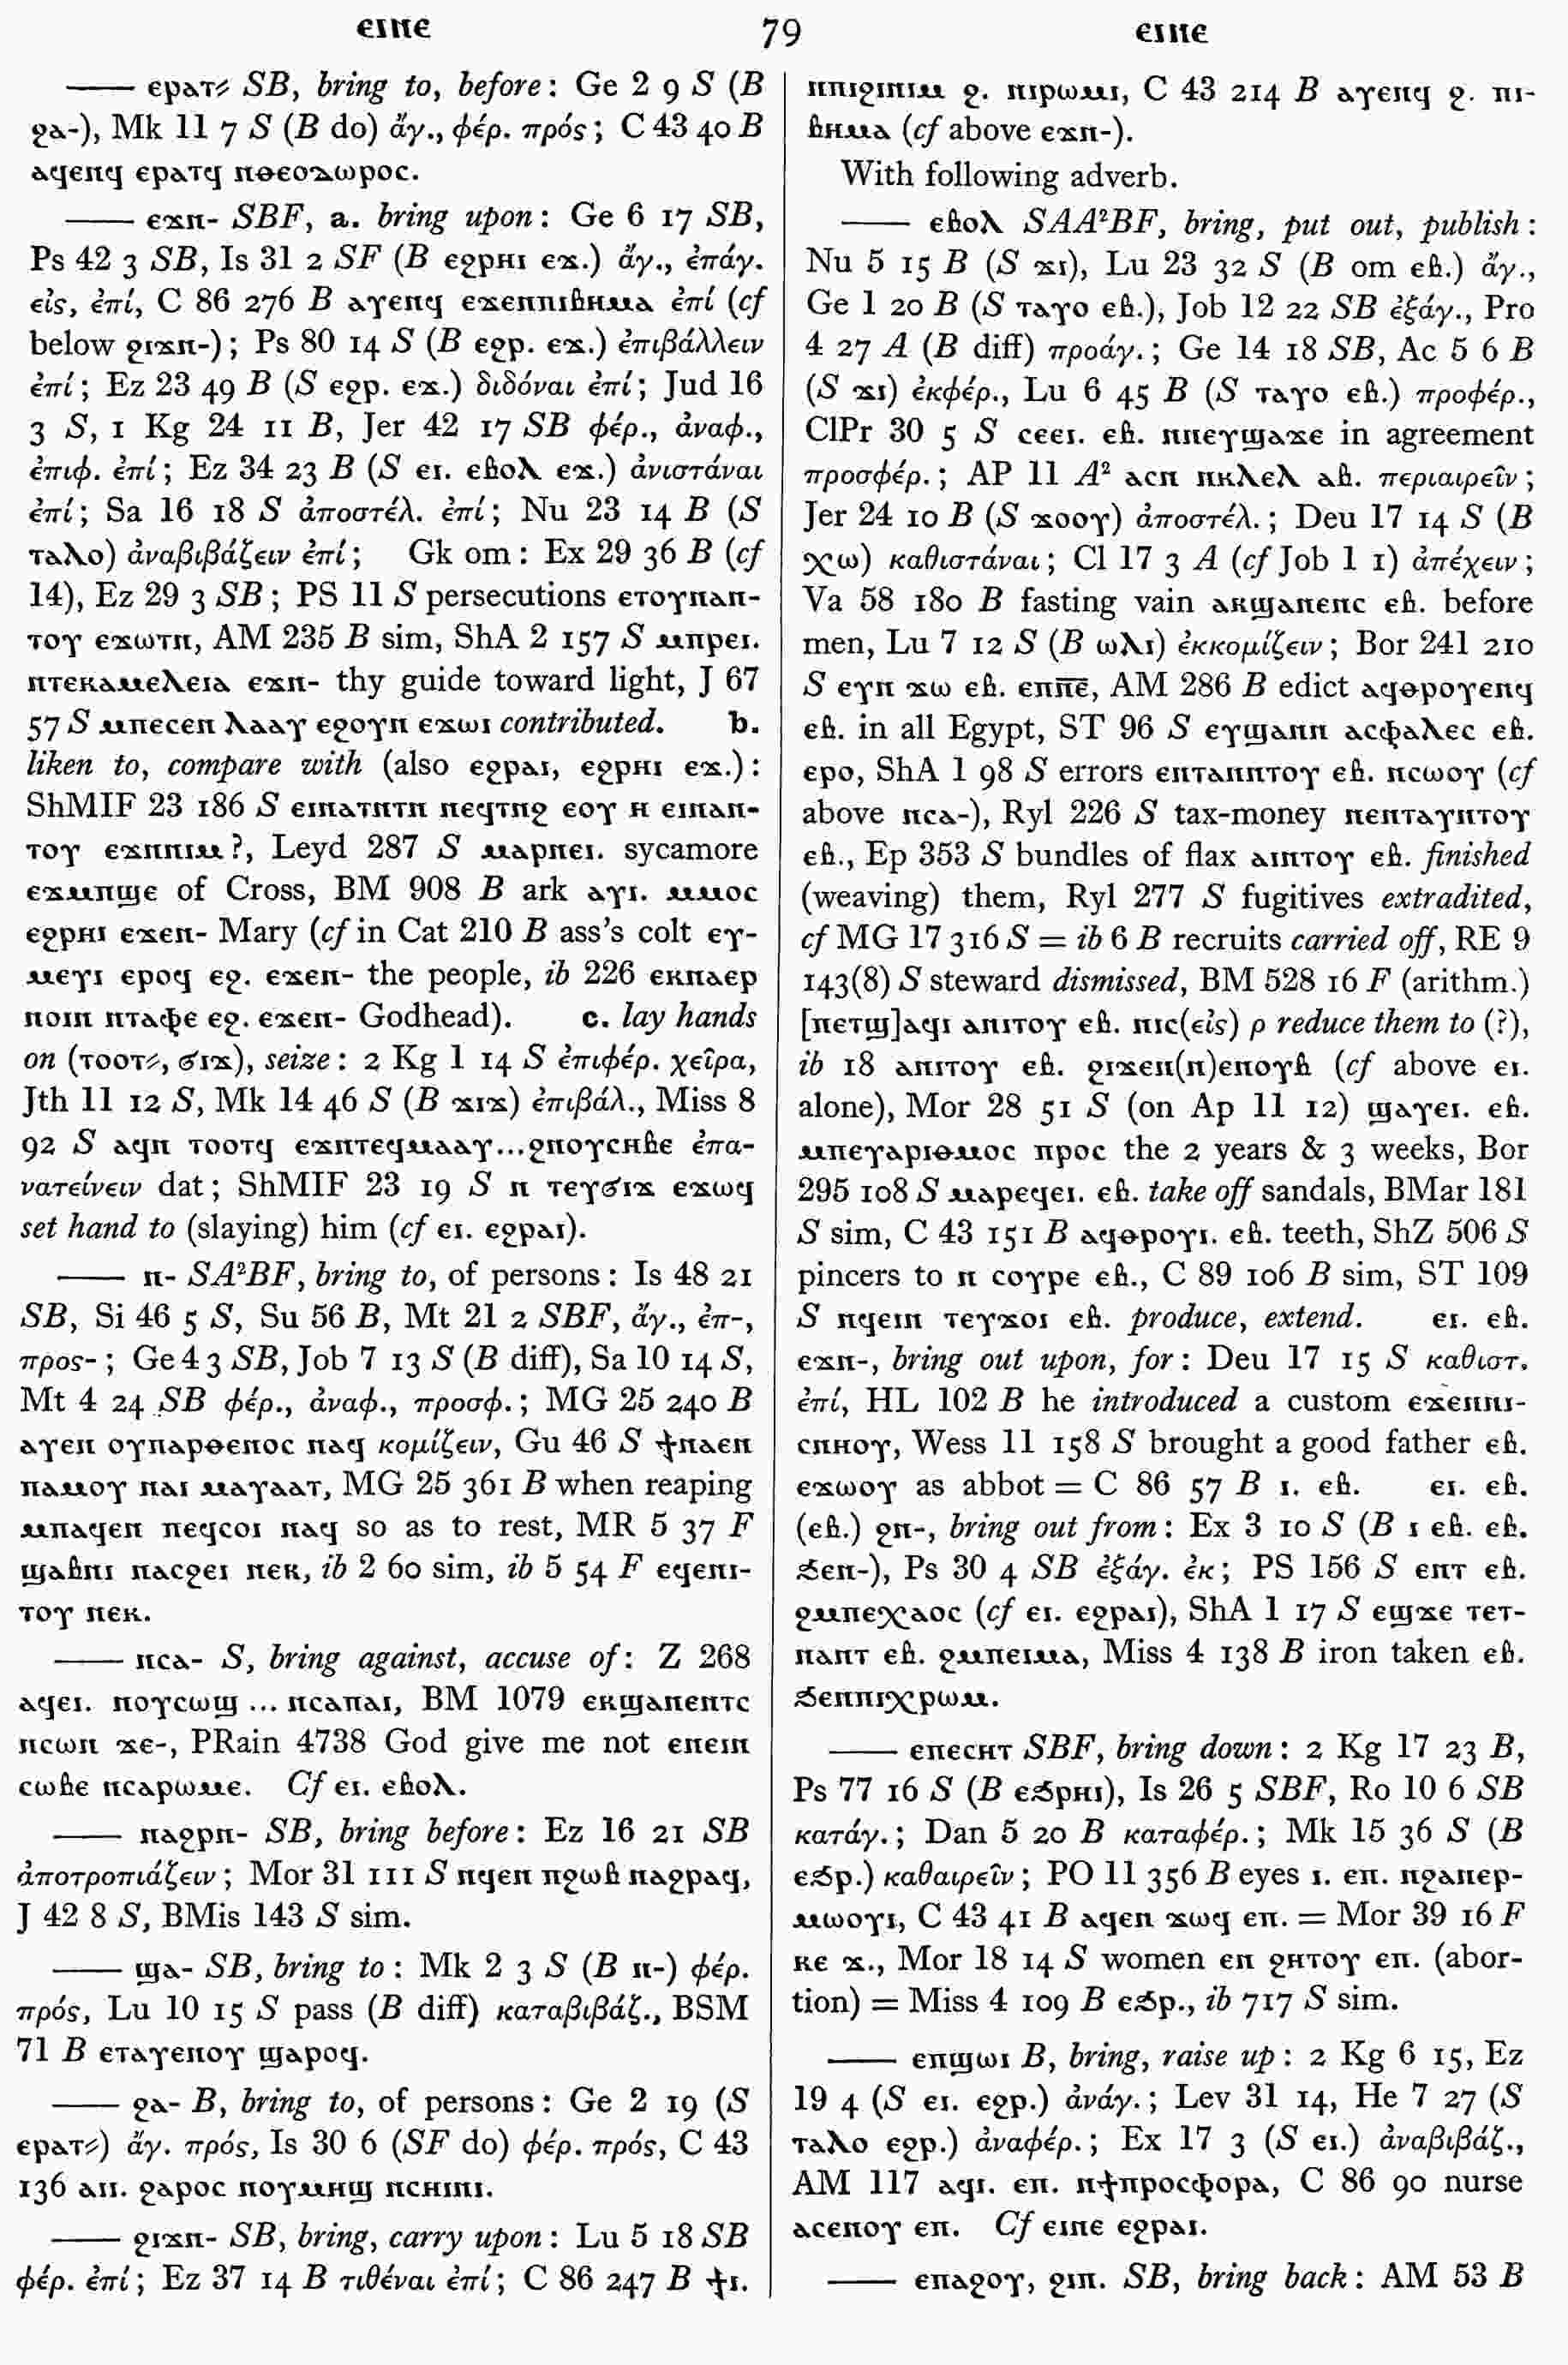 ⲉⲓⲛⲉ 79 ⲉⲓⲛⲉ
—— ⲉⲣⲁⲧ⸗ SB, bring to, before: Ge 2 9 S (B
ϩⲁ-), Mk 11 7 S (B do) ἄγ., φέρ. πρός; C 43 40 B
ⲁϥⲉⲛϥ ⲉⲣⲁⲧϥ ⲛⲑⲉⲟⲇⲱⲣⲟⲥ.
—— ⲉϫⲛ- SBF, a. bring upon: Ge 6 17 SB,
Ps 42 3 SB, Is 31 2 SF (B ⲉϩⲣⲏⲓ ⲉϫ.) ἄγ., ἐπάγ.
εἰς, ἐπί, C 86 276 B ⲁⲩⲉⲛϥ ⲉϫⲉⲛⲡⲓⲃⲏⲙⲁ ἐπί (cf
below ϩⲓϫⲛ-); Ps 80 14 S (B ⲉϩⲣ. ⲉϫ.) ἐπιβάλλειν
ἐπί; Ez 23 49 B (S ⲉϩⲣ. ⲉϫ.) διδόναι ἐπί; Jud 16
3 S, 1 Kg 24 11 B, Jer 42 17 SB φέρ., ἀναφ.,
ἐπιφ. ἐπί; Ez 34 23 B (S ⲉⲓ. ⲉⲃⲟⲗ ⲉϫ.) ἀνιστάναι
ἐπί; Sa 16 18 S ἀποστέλ. ἐπί; Nu 23 14 B (S
ⲧⲁⲗⲟ) ἀναβιβάζειν ἐπί; Gk om: Ex 29 36 B (cf
14), Ez 29 3 SB; PS 11 S persecutions ⲉⲧⲟⲩⲛⲁⲛ-
ⲧⲟⲩ ⲉϫⲱⲧⲛ, AM 235 B sim, ShA 2 157 S ⲙⲡⲣⲉⲓ.
ⲛⲧⲉⲕⲁⲙⲉⲗⲉⲓⲁ ⲉϫⲛ- thy guide toward light, J 67
57 S ⲙⲡⲉⲥⲉⲛ ⲗⲁⲁⲩ ⲉϩⲟⲩⲛ ⲉϫⲱⲓ contributed. b.
liken to, compare with (also ⲉϩⲣⲁⲓ, ⲉϩⲣⲏⲓ ⲉϫ.):
ShMIF 23 186 S ⲉⲓⲛⲁⲧⲛⲧⲛ ⲡⲉϥⲧⲛϩ ⲉⲟⲩ ⲏ ⲉⲓⲛⲁⲛ-
ⲧⲟⲩ ⲉϫⲛⲛⲓⲙ?, Leyd 287 S ⲙⲁⲣⲛⲉⲓ. sycamore
ⲉϫⲙⲡϣⲉ of Cross, BM 908 B ark ⲁⲩⲓ. ⲙⲙⲟⲥ
ⲉϩⲣⲏⲓ ⲉϫⲉⲛ- Mary (cf in Cat 210 B ass's colt ⲉⲩ-
ⲙⲉⲩⲓ ⲉⲣⲟϥ ⲉϩ. ⲉϫⲉⲛ- the people, ib 226 ⲉⲕⲛⲁⲉⲣ
ⲛⲟⲓⲛ ⲛⲧⲁⲫⲉ ⲉϩ. ⲉϫⲉⲛ- Godhead). c. lay hands
on (ⲧⲟⲟⲧ⸗, ϭⲓϫ), seize: 2 Kg 1 14 S ἐπιφέρ. χεῖρα,
Jth 11 12 S, Mk 14 46 S (B ϫⲓϫ) ἐπιβάλ., Miss 8
92 S ⲁϥⲛ ⲧⲟⲟⲧϥ ⲉϫⲛⲧⲉϥⲙⲁⲁⲩ...ϩⲛⲟⲩⲥⲏⲃⲉ ἐπα-
νατείνειν dat; ShMIF 23 19 S ⲛ ⲧⲉⲩϭⲓϫ ⲉϫⲱϥ
set hand to (slaying) him (cf ⲉⲓ. ⲉϩⲣⲁⲓ).
—— ⲛ- SA²BF, bring to, of persons: Is 48 21
SB, Si 46 5 S, Su 56 B, Mt 21 2 SBF, ἄγ., ἐπ-,
προς-; Ge 4 3 SB, Job 7 13 S (B diff), Sa 10 14 S,
Mt 4 24 SB φέρ., ἀναφ., προσφ.; MG 25 240 B
ⲁⲩⲉⲛ ⲟⲩⲡⲁⲣⲑⲉⲛⲟⲥ ⲛⲁϥ κομίζειν, Gu 46 S ϯⲛⲁⲉⲛ
ⲡⲁⲙⲟⲩ ⲛⲁⲓ ⲙⲁⲩⲁⲁⲧ, MG 25 361 B when reaping
ⲙⲡⲁϥⲉⲛ ⲡⲉϥⲥⲟⲓ ⲛⲁϥ so as to rest, MR 5 37 F
ϣⲁⲃⲛⲓ ⲛⲁⲥϩⲉⲓ ⲛⲉⲕ, ib 2 60 sim, ib 5 54 F ⲉϥⲉⲛⲓ-
ⲧⲟⲩ ⲛⲉⲕ.
—— ⲛⲥⲁ- S, bring against, accuse of: Z 268
ⲁϥⲉⲓ. ⲛⲟⲩⲥⲱϣ ... ⲛⲥⲁⲡⲁⲓ, BM 1079 ⲉⲕϣⲁⲛⲉⲛⲧⲥ
ⲛⲥⲱⲛ ϫⲉ-, PRain 4738 God give me not ⲉⲛⲉⲓⲛ
ⲥⲱⲃⲉ ⲛⲥⲁⲣⲱⲙⲉ. Cf ⲉⲓ. ⲉⲃⲟⲗ.
—— ⲛⲁϩⲣⲛ- SB, bring before: Ez 16 21 SB
ἀποτροπιάζειν; Mor 31 111 S ⲛϥⲉⲛ ⲡϩⲱⲃ ⲛⲁϩⲣⲁϥ,
J 42 8 S, BMis 143 S sim.
—— ϣⲁ- SB, bring to: Mk 2 3 S (B ⲛ-) φέρ.
πρός, Lu 10 15 S pass (B diff) καταβιβάζ., BSM
71 B ⲉⲧⲁⲩⲉⲛⲟⲩ ϣⲁⲣⲟϥ.
—— ϩⲁ- B, bring to, of persons: Ge 2 19 (S
ⲉⲣⲁⲧ⸗) ἄγ. πρός, Is 30 6 (SF do) φέρ. πρός, C 43
136 ⲁⲓⲓ. ϩⲁⲣⲟⲥ ⲛⲟⲩⲙⲏϣ ⲛⲥⲏⲓⲛⲓ.
—— ϩⲓϫⲛ- SB, bring, carry upon: Lu 5 18 SB
φέρ. ἐπί; Ez 37 14 B τιθέναι ἐπί; C 86 247 B ϯⲓ.
ⲛⲡⲓϩⲓⲛⲓⲙ ϩ. ⲡⲓⲣⲱⲙⲓ, C 43 214 B ⲁⲩⲉⲛϥ ϩ. ⲡⲓ-
ⲃⲏⲙⲁ (cf above ⲉϫⲛ-).
With following adverb.
—— ⲉⲃⲟⲗ SAA²BF, bring, put out, publish:
Nu 5 15 B (S ϫⲓ), Lu 23 32 S (B om ⲉⲃ.) ἄγ.,
Ge 1 20 B (S ⲧⲁⲩⲟ ⲉⲃ.), Job 12 22 SB ἐξάγ., Pro
4 27 A (B diff) προάγ.; Ge 14 18 SB, Ac 5 6 B
(S ϫⲓ) ἐκφέρ., Lu 6 45 B (S ⲧⲁⲩⲟ ⲉⲃ.) προφέρ.,
ClPr 30 5 S ⲥⲉⲉⲓ. ⲉⲃ. ⲛⲛⲉⲩϣⲁϫⲉ in agreement
προσφέρ.; AP 11 A² ⲁⲥⲛ ⲡⲕⲗⲉⲗ ⲁⲃ. περιαιρεῖν;
Jer 24 10 B (S ϫⲟⲟⲩ) ἀποστέλ.; Deu 17 14 S (B
ⲭⲱ) καθιστάναι; Cl 17 3 A (cf Job 1 1) ἀπέχειν;
Va 58 180 B fasting vain ⲁⲕϣⲁⲛⲉⲛⲥ ⲉⲃ. before
men, Lu 7 12 S (B ⲱⲗⲓ) ἐκκομίζειν; Bor 241 210
S ⲉⲩⲛ ϫⲱ ⲉⲃ. ⲉⲡⲛ̅ⲉ̅, AM 286 B edict ⲁϥⲑⲣⲟⲩⲉⲛϥ
ⲉⲃ. in all Egypt, ST 96 S ⲉⲩϣⲁⲛⲛ ⲁⲥⲫⲁⲗⲉⲥ ⲉⲃ.
ⲉⲣⲟ, ShA 1 98 S errors ⲉⲛⲧⲁⲛⲛⲧⲟⲩ ⲉⲃ. ⲛⲥⲱⲟⲩ (cf
above ⲛⲥⲁ-), Ryl 226 S tax-money ⲛⲉⲛⲧⲁⲩⲛⲧⲟⲩ
ⲉⲃ., Ep 353 S bundles of flax ⲁⲓⲛⲧⲟⲩ ⲉⲃ. finished
(weaving) them, Ryl 277 S fugitives extradited,
cf MG 17 316 S = ib 6 B recruits carried off, RE 9
143(8) S steward dismissed, BM 528 16 F (arithm.)
[ⲡⲉⲧϣ]ⲁϥⲓ ⲁⲛⲓⲧⲟⲩ ⲉⲃ. ⲛⲓⲥ(εἰς) ρ reduce them to (?),
ib 18 ⲁⲛⲓⲧⲟⲩ ⲉⲃ. ϩⲓϫⲉⲛ(ⲛ)ⲉⲛⲟⲩⲃ (cf above ⲉⲓ.
alone), Mor 28 51 S (on Ap 11 12) ϣⲁⲩⲉⲓ. ⲉⲃ.
ⲙⲡⲉⲩⲁⲣⲓⲑⲙⲟⲥ ⲡⲣⲟⲥ the 2 years & 3 weeks, Bor
295 108 S ⲙⲁⲣⲉϥⲉⲓ. ⲉⲃ. take off sandals, BMar 181
S sim, C 43 151 B ⲁϥⲑⲣⲟⲩⲓ. ⲉⲃ. teeth, ShZ 506 S
pincers to ⲛ ⲥⲟⲩⲣⲉ ⲉⲃ., C 89 106 B sim, ST 109
S ⲛϥⲉⲓⲛ ⲧⲉⲩϫⲟⲓ ⲉⲃ. produce, extend. ⲉⲓ. ⲉⲃ.
ⲉϫⲛ-, bring out upon, for: Deu 17 15 S καθιστ.
ἐπί, HL 102 B he introduced a custom ⲉϫⲉⲛⲛⲓ-
ⲥⲛⲏⲟⲩ, Wess 11 158 S brought a good father ⲉⲃ.
ⲉϫⲱⲟⲩ as abbot = C 86 57 B ⲓ. ⲉⲃ. ⲉⲓ. ⲉⲃ.
(ⲉⲃ.) ϩⲛ-, bring out from: Ex 3 10 S (B ⲓ ⲉⲃ. ⲉⲃ.
ϧⲉⲛ-), Ps 30 4 SB ἐξάγ. ἐκ; PS 156 S ⲉⲛⲧ ⲉⲃ.
ϩⲙⲡⲉⲭⲁⲟⲥ (cf ⲉⲓ. ⲉϩⲣⲁⲓ), ShA 1 17 S ⲉϣϫⲉ ⲧⲉⲧ-
ⲛⲁⲛⲧ ⲉⲃ. ϩⲙⲡⲉⲓⲙⲁ, Miss 4 138 B iron taken ⲉⲃ.
ϧⲉⲛⲡⲓⲭⲣⲱⲙ.
—— ⲉⲡⲉⲥⲏⲧ SBF, bring down: 2 Kg 17 23 B,
Ps 77 16 S (B ⲉϧⲣⲏⲓ), Is 26 5 SBF, Ro 10 6 SB
κατάγ.; Dan 5 20 B καταφέρ.; Mk 15 36 S (B
ⲉϧⲣ.) καθαιρεῖν; PO 11 356 B eyes ⲓ. ⲉⲡ. ⲛϩⲁⲛⲉⲣ-
ⲙⲱⲟⲩⲓ, C 43 41 B ⲁϥⲉⲛ ϫⲱϥ ⲉⲡ. = Mor 39 16 F
ⲕⲉ ϫ., Mor 18 14 S women ⲉⲛ ϩⲏⲧⲟⲩ ⲉⲡ. (abor-
tion) = Miss 4 109 B ⲉϧⲣ., ib 717 S sim.
—— ⲉⲡϣⲱⲓ B, bring, raise up: 2 Kg 6 15, Ez
19 4 (S ⲉⲓ. ⲉϩⲣ.) ἀνάγ.; Lev 31 14, He 7 27 (S
ⲧⲁⲗⲟ ⲉϩⲣ.) ἀναφέρ.; Ex 17 3 (S ⲉⲓ.) ἀναβιβάζ.,
AM 117 ⲁϥⲓ. ⲉⲡ. ⲛϯⲡⲣⲟⲥⲫⲟⲣⲁ, C 86 90 nurse
ⲁⲥⲉⲛⲟⲩ ⲉⲡ. Cf ⲉⲓⲛⲉ ⲉϩⲣⲁⲓ.
—— ⲉⲡⲁϩⲟⲩ, ϩⲓⲡ. SB, bring back: AM 53 B